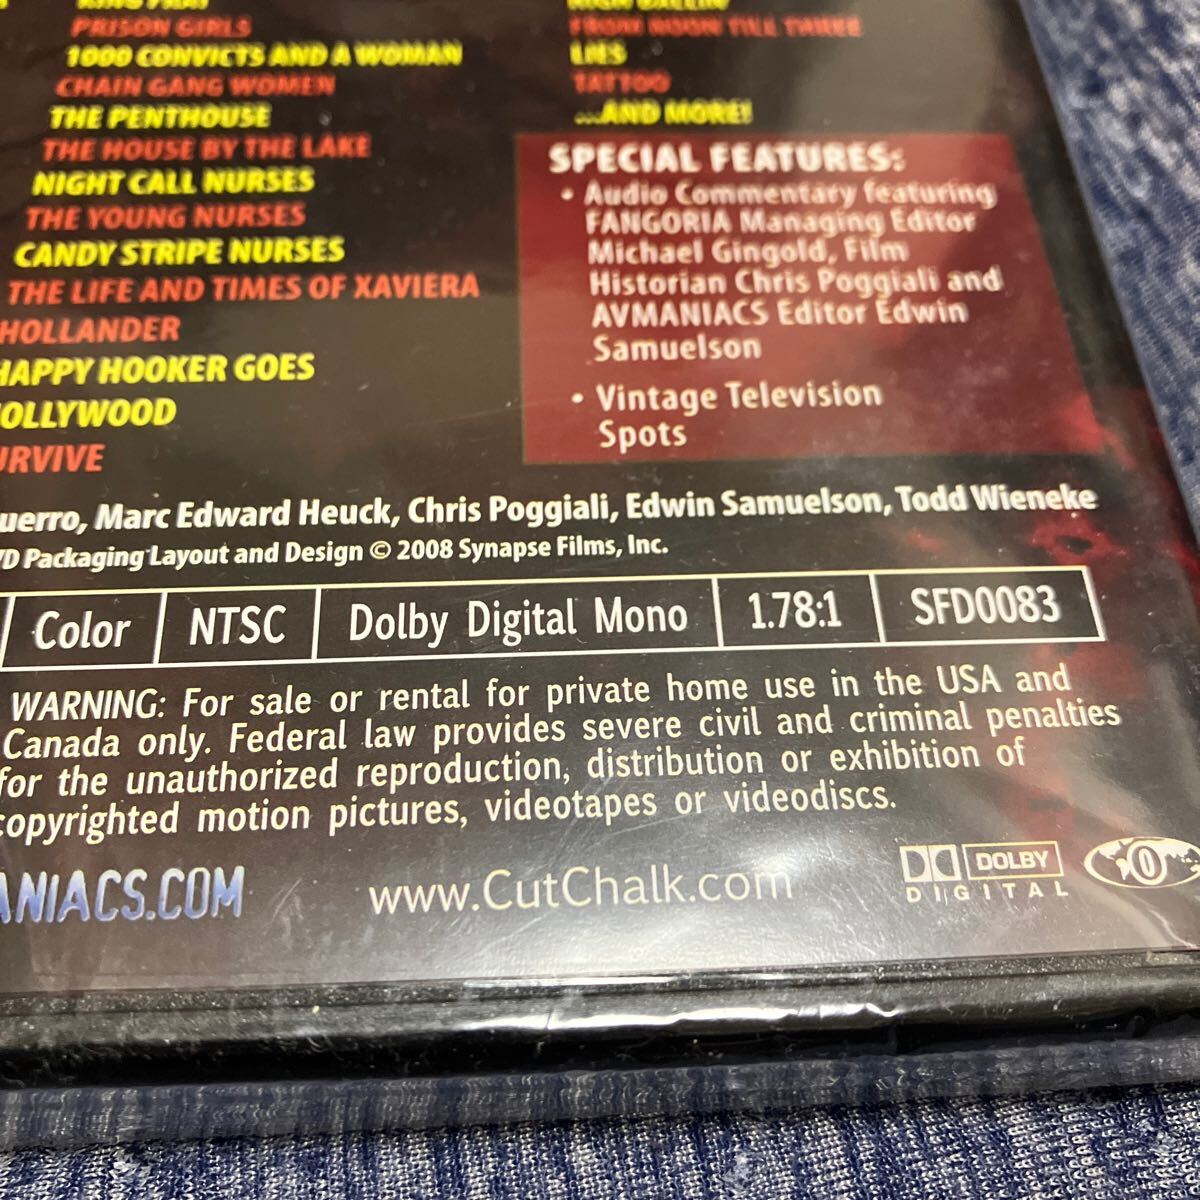 PRISON GIRLS
1000 CONVICTS AND A WOMAN
CHAIN GANG WOMEN
THE PENTHOUSE
THE HOUSE BY THE LAKE
NIGHT CALL NURSES
THE YOUNG NURSES
CANDY STRIPE NURSES
THE LIFE AND TIMES OF XAVIERA
HOLLANDER
HAPPY HOOKER GOES
OLLYWOOD
URVIVE
FROM NOON TILL THREE
LIES
TATTOO
...AND MORE!
SPECIAL FEATURES:
• Audio Commentary featuring
FANGORIA Managing Editor
Michael Gingold, Film
Historian Chris Poggiali and
AVMANIACS Editor Edwin
Samuelson
• Vintage Television
Spots
uerro, Marc Edward Heuck, Chris Poggiali, Edwin Samuelson, Todd Wieneke
VD Packaging Layout and Design © 2008 Synapse Films, Inc.
Color NTSC Dolby Digital Mono 1.78:1 SFD0083
WARNING: For sale or rental for private home use in the USA and
Canada only. Federal law provides severe civil and criminal penalties
for the unauthorized reproduction, distribution or exhibition of
copyrighted motion pictures, videotapes or videodiscs.
ANIACS.COM www.CutChalk.com DOLBY
DIGITAL